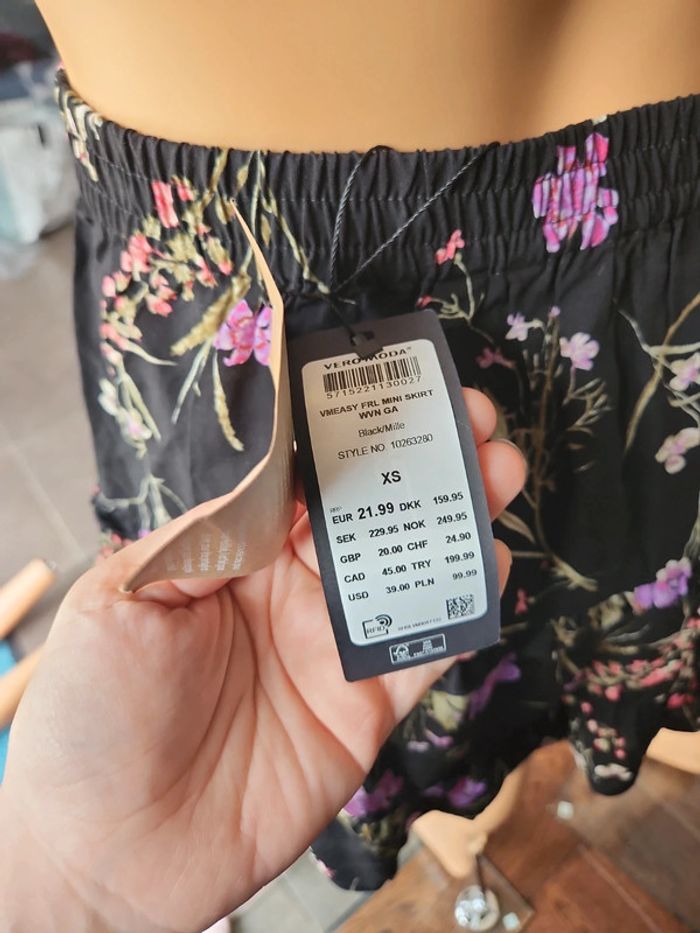 VERO MODA®
5715221130027
VMEASY FRL MINI SKIRT
WVN GA
Black/Mille
STYLE NO. 10263280
XS
RRP
EUR 21.99 DKK 159.95
SEK 229.95 NOK 249.95
GBP 20.00 CHF 24.90
CAD 45.00 TRY 199.99
USD 39.00 PLN 99.99
RFID